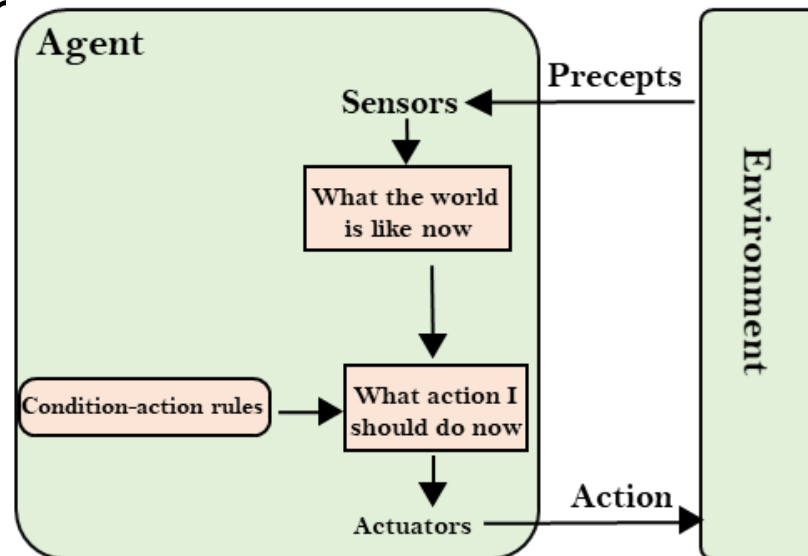 Agent
Precepts
Sensors
What the world
is like now
Environment
Condition-action rules
What action I
should do now
Action
Actuators